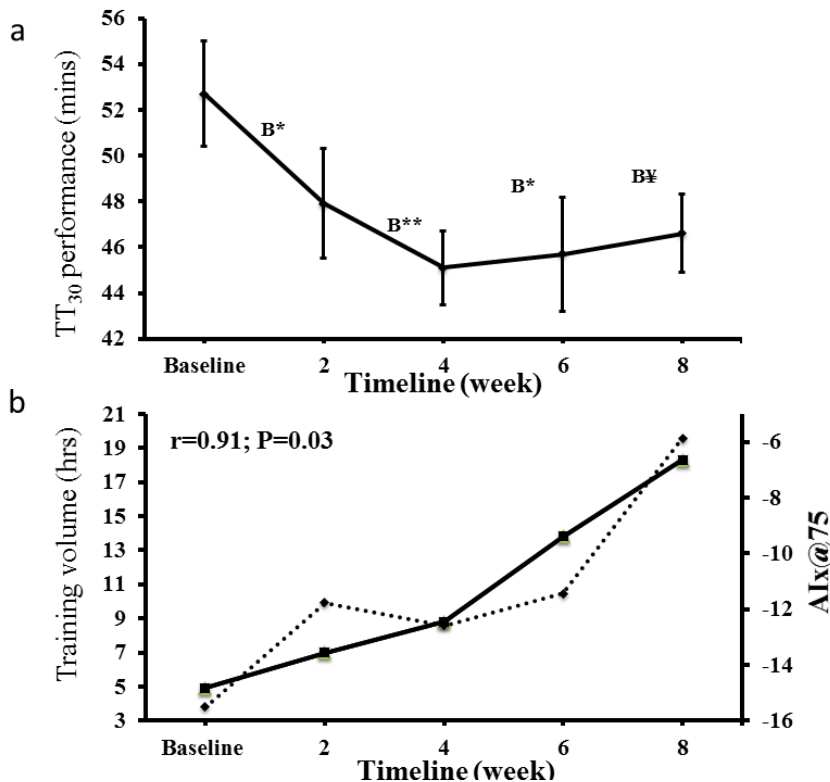 a
TT30 performance (mins)
56
54
52
50
48
46
44
42
B*
B**
B*
B¥
Baseline 2 4 6 8
Timeline (week)
b
Training volume (hrs)
21
19
17
15
13
11
9
7
5
3
r=0.91; P=0.03
-6
-8
-10
-12
-14
-16
AIx@75
Baseline 2 4 6 8
Timeline (week)